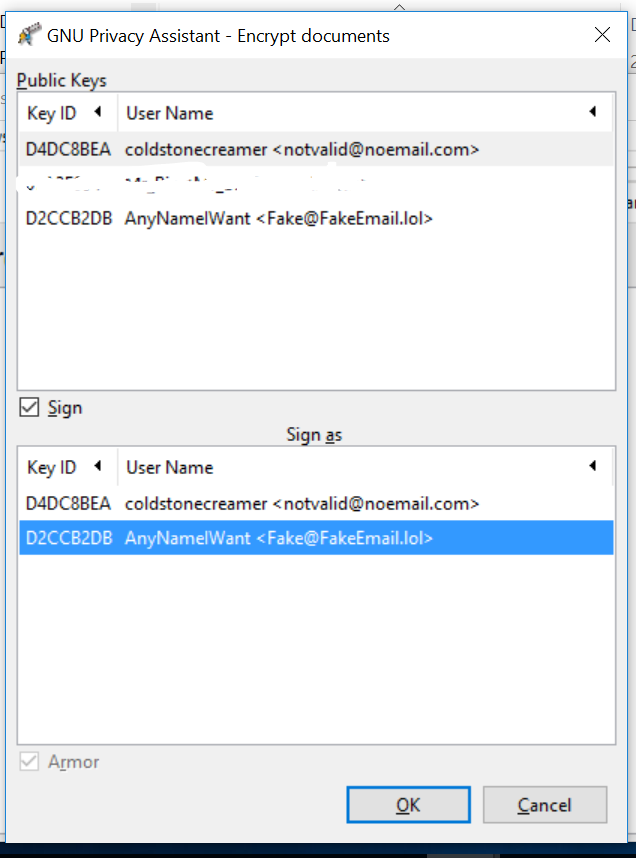 GNU Privacy Assistant - Encrypt documents
Public Keys
Key ID User Name
D4DC8BEA coldstonecreamer <notvalid@noemail.com>
D2CCB2DB AnyNameIWant <Fake@FakeEmail.lol>
Sign
Sign as
Key ID User Name
D4DC8BEA coldstonecreamer <notvalid@noemail.com>
D2CCB2DB AnyNameIWant <Fake@FakeEmail.lol>
Armor
OK Cancel